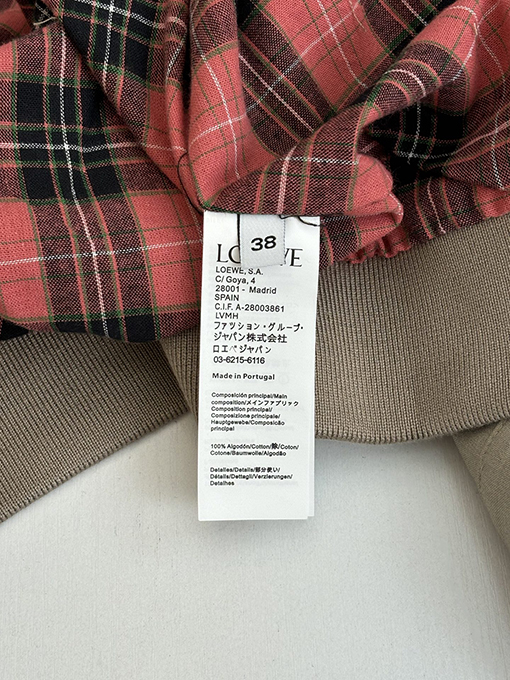 38
LOEWE
LOEWE, S.A.
C/ Goya, 4
28001 - Madrid
SPAIN
C.I.F. A-28003861
LVMH
ファツション・グループ・
ジャパン株式会社
ロエベジャパン
03-6215-6116
Made in Portugal
Composición principal/Main
composition/メインファブリック
Composition principal/
Composizione principale/
Hauptgewebe/Composicão
principal
100% Algodón/Cotton/除/Coton/
Cotone/Baumwolle/Algodão
Detalles/Details/部分使い/
Détails/Dettagli/Verzierungen/
Detalhes